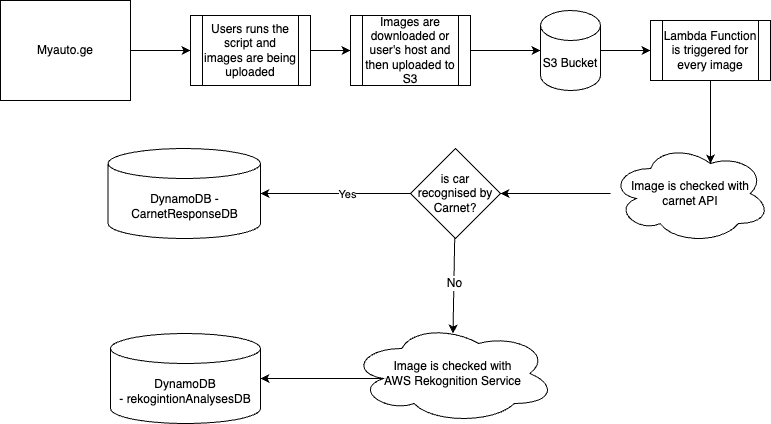 Myauto.ge
Users runs the
script and
images are being
uploaded
Images are
downloaded or
user's host and
then uploaded to
S3
S3 Bucket
Lambda Function
is triggered for
every image
DynamoDB -
CarnetResponseDB
Yes
is car
recognised by
Carnet?
Image is checked with
carnet API
No
DynamoDB
- rekogintionAnalysesDB
Image is checked with
AWS Rekognition Service